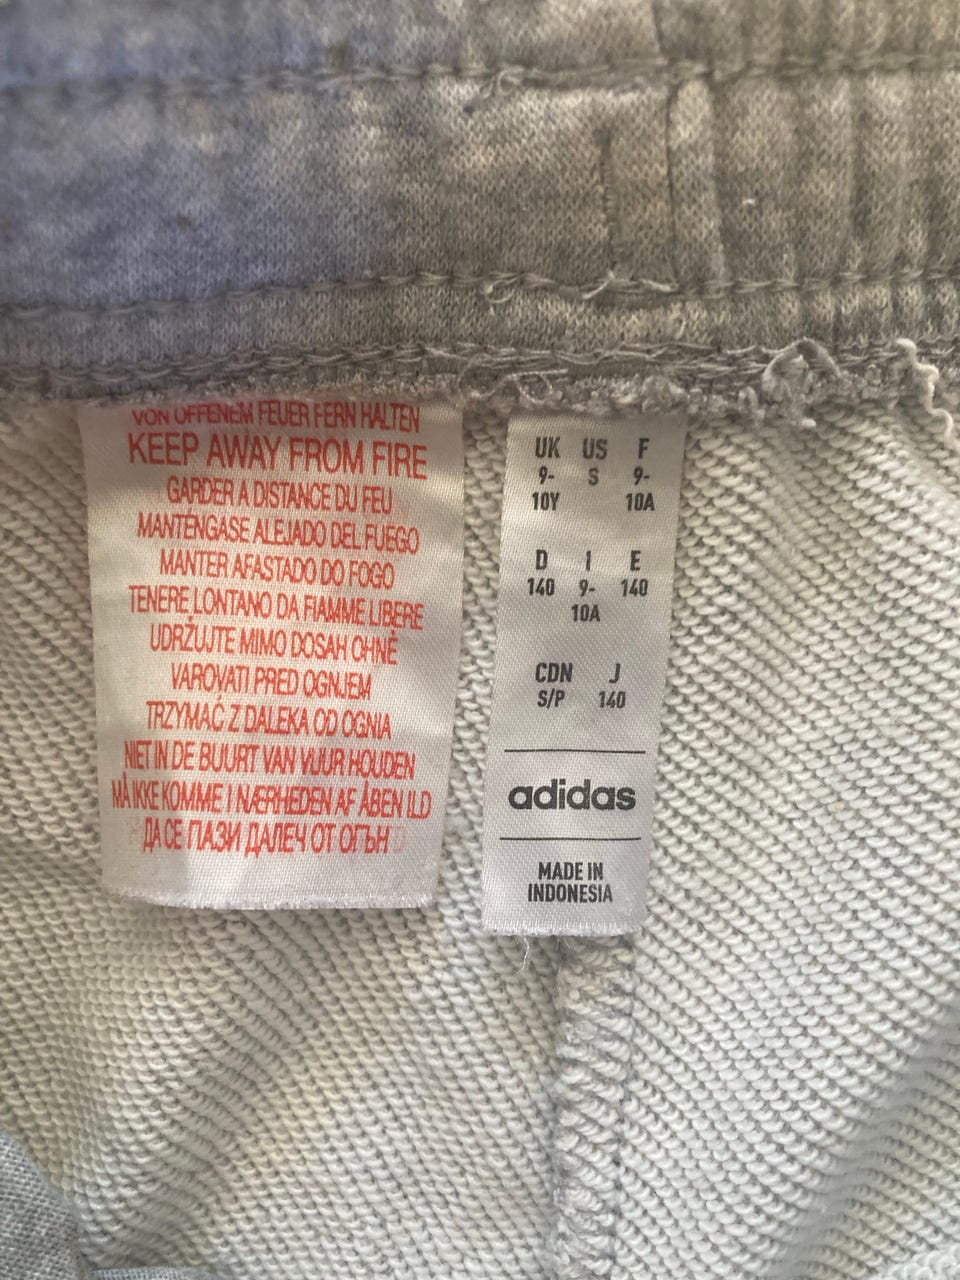 VON OFFENEM FEUER FERN HALTEN
KEEP AWAY FROM FIRE
GARDER A DISTANCE DU FEU
MANTÉNGASE ALEJADO DEL FUEGO
MANTER AFASTADO DO FOGO
TENERE LONTANO DA FIAMME LIBERE
UDRŽUJTE MIMO DOSAH OHNĚ
VAROVATI PRED OGNJEM
TRZYMAĆ Z DALEKA OD OGNIA
NIET IN DE BUURT VAN VUUR HOUDEN
MÅ IKKE KOMME I NÆRHEDEN AF ÅBEN ILD
ДА СЕ ПАЗИ ДАЛЕЧ ОТ ОГЪН
UK US F
9- S 9-
10Y 10A
D I E
140 9- 140
10A
CDN J
S/P 140
adidas
MADE IN
INDONESIA